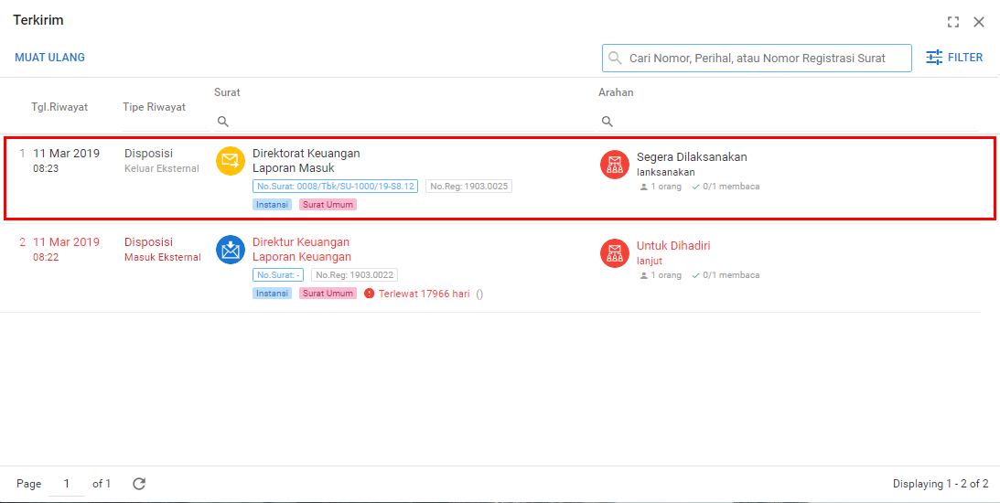 Terkirim
MUAT ULANG
Cari Nomor, Perihal, atau Nomor Registrasi Surat
FILTER
Tgl.Riwayat
Tipe Riwayat
Surat
Arahan
1
11 Mar 2019
08:23
Disposisi
Keluar Eksternal
Direktorat Keuangan
Laporan Masuk
No.Surat: 0008/Tbk/SU-1000/19-S8.12
No.Reg: 1903.0025
Instansi
Surat Umum
Segera Dilaksanakan
lanksanakan
1 orang
0/1 membaca
2
11 Mar 2019
08:22
Disposisi
Masuk Eksternal
Direktur Keuangan
Laporan Keuangan
No.Surat: -
No.Reg: 1903.0022
Instansi
Surat Umum
Terlewat 17966 hari ()
Untuk Dihadiri
lanjut
1 orang
0/1 membaca
Page 1 of 1
Displaying 1 - 2 of 2